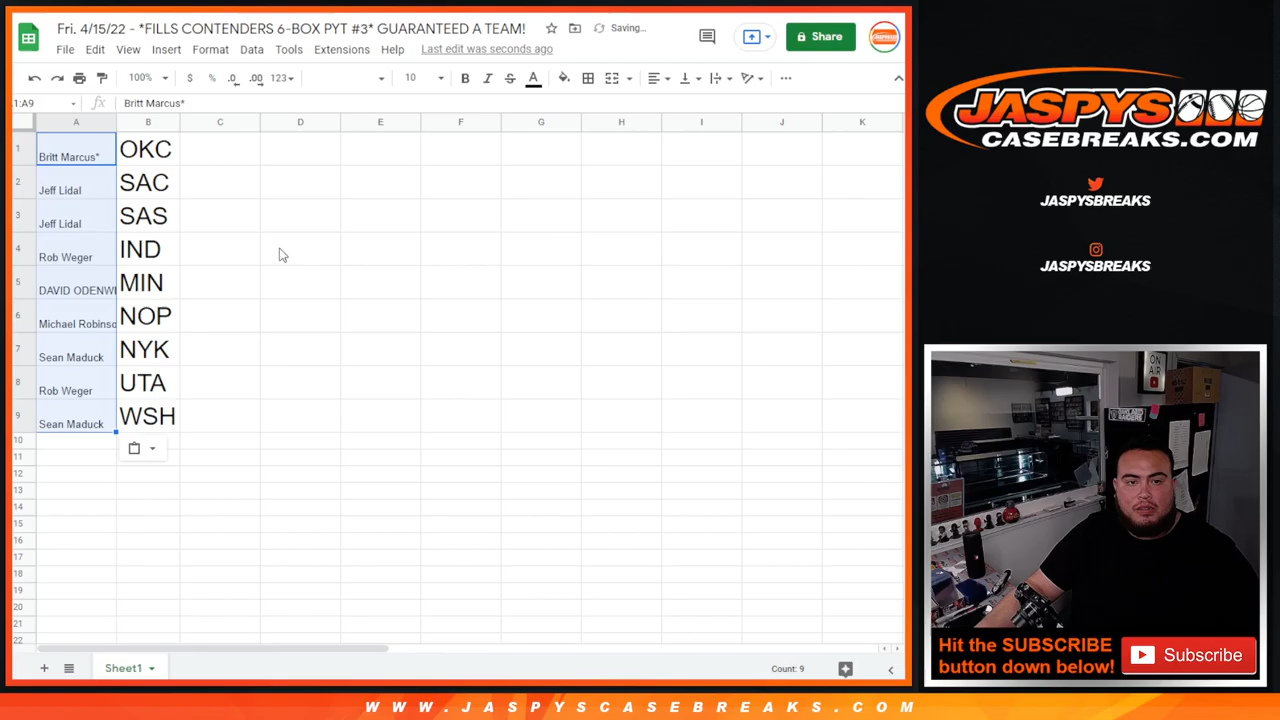 Fri. 4/15/22 - *FILLS CONTENDERS 6-BOX PYT #3* GUARANTEED A TEAM!
Saving...
File Edit View Insert Format Data Tools Extensions Help Last edit was seconds ago
Share
100% $ % .0 .00 123 10 B I S A
1:A9 fx Britt Marcus*
A B C D E F G H I J K
1 Britt Marcus* OKC
2 Jeff Lidal SAC
3 Jeff Lidal SAS
4 Rob Weger IND
5 DAVID ODENWE MIN
6 Michael Robinso NOP
7 Sean Maduck NYK
8 Rob Weger UTA
9 Sean Maduck WSH
10
11
12
13
14
15
16
17
18
19
20
21
22
Sheet1
Count: 9
JASPYS
CASEBREAKS.COM
JASPYSBREAKS
JASPYSBREAKS
ON
AIR
Hit the SUBSCRIBE
button down below!
Subscribe
WWW.JASPYSCASEBREAKS.COM